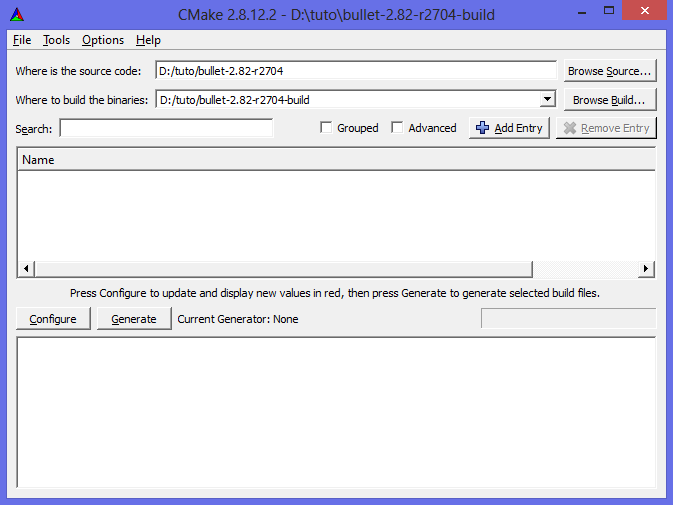 CMake 2.8.12.2 - D:\tuto\bullet-2.82-r2704-build
File Tools Options Help
Where is the source code: D:/tuto/bullet-2.82-r2704 Browse Source...
Where to build the binaries: D:/tuto/bullet-2.82-r2704-build Browse Build...
Search: Grouped Advanced Add Entry Remove Entry
Name
Press Configure to update and display new values in red, then press Generate to generate selected build files.
Configure Generate Current Generator: None